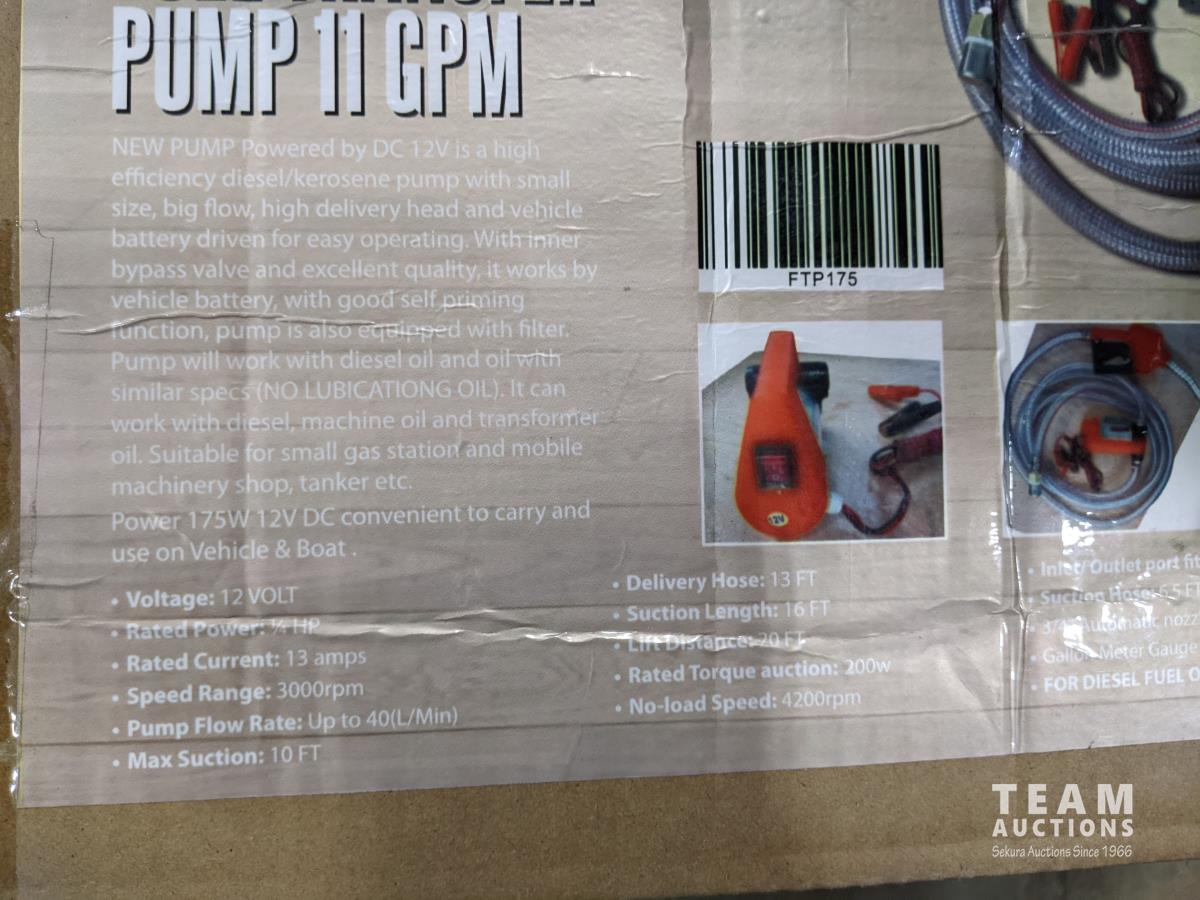 PUMP 11 GPM
NEW PUMP Powered by DC 12V is a high
efficiency diesel/kerosene pump with small
size, big flow, high delivery head and vehicle
battery driven for easy operating. With inner
bypass valve and excellent quality, it works by
vehicle battery, with good self priming
function, pump is also equipped with filter.
Pump will work with diesel oil and oil with
similar specs (NO LUBICATIONG OIL). It can
work with diesel, machine oil and transformer
oil. Suitable for small gas station and mobile
machinery shop, tanker etc.
Power 175W 12V DC convenient to carry and
use on Vehicle & Boat .
• Voltage: 12 VOLT
• Rated Power: ¼ HP
• Rated Current: 13 amps
• Speed Range: 3000rpm
• Pump Flow Rate: Up to 40(L/Min)
• Max Suction: 10 FT
• Delivery Hose: 13 FT
• Suction Length: 16 FT
• Lift Distance: 20 FT
• Rated Torque auction: 200w
• No-load Speed: 4200rpm
• Inlet/Outlet port
• Suction Hose:
• 3/4" Automatic
• Gallon Meter Gauge
• FOR DIESEL FUEL
FTP175
12V
TEAM
AUCTIONS
Sekura Auctions Since 1966